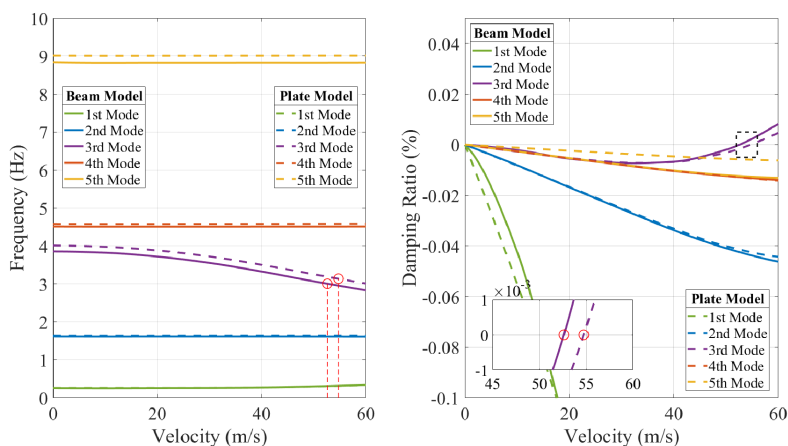 10
9
8
7
6
5
4
3
2
1
0
Frequency (Hz)
0
20
40
60
Velocity (m/s)
Beam Model
1st Mode
2nd Mode
3rd Mode
4th Mode
5th Mode
Plate Model
1st Mode
2nd Mode
3rd Mode
4th Mode
5th Mode
0.04
0.02
0
-0.02
-0.04
-0.06
-0.08
-0.1
Damping Ratio (%)
0
20
40
60
Velocity (m/s)
Beam Model
1st Mode
2nd Mode
3rd Mode
4th Mode
5th Mode
×10^-3
1
0
-1
45
50
55
60
Plate Model
1st Mode
2nd Mode
3rd Mode
4th Mode
5th Mode